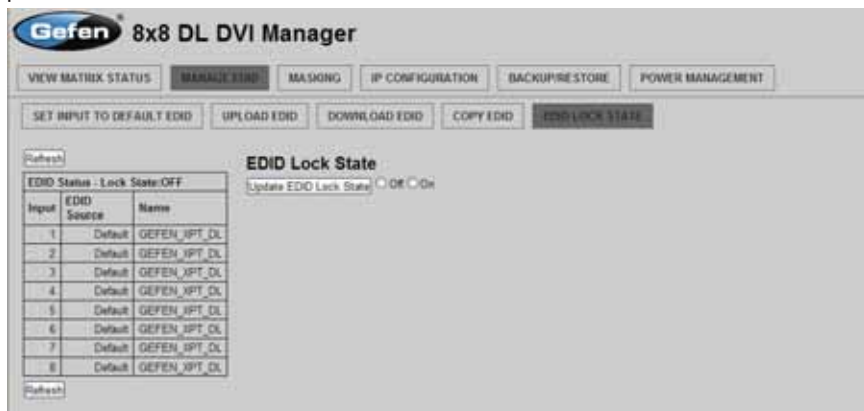 Gefen 8x8 DL DVI Manager
VIEW MATRIX STATUS MANAGE EDID MASKING IP CONFIGURATION BACKUP/RESTORE POWER MANAGEMENT
SET INPUT TO DEFAULT EDID UPLOAD EDID DOWNLOAD EDID COPY EDID EDID LOCK STATE
Refresh
EDID Lock State
Update EDID Lock State Off On
EDID Status - Lock State:OFF
Input EDID Source Name
1 Default GEFEN_XPT_DL
2 Default GEFEN_XPT_DL
3 Default GEFEN_XPT_DL
4 Default GEFEN_XPT_DL
5 Default GEFEN_XPT_DL
6 Default GEFEN_XPT_DL
7 Default GEFEN_XPT_DL
8 Default GEFEN_XPT_DL
Refresh